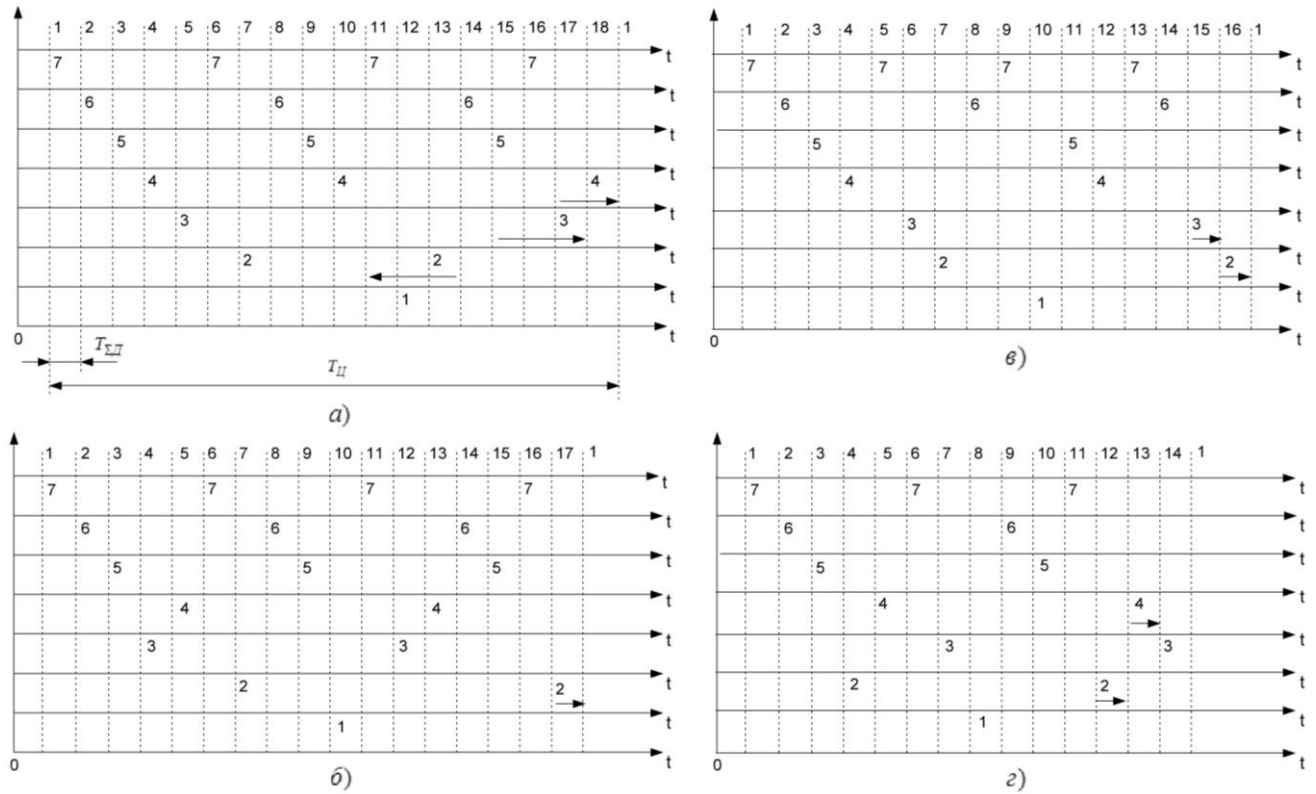 1 2 3 4 5 6 7 8 9 10 11 12 13 14 15 16 17 18 1
t
7 7 7 7
t
6 6 6
t
5 5 5
t
4 4 4
t
3 3
t
2 2
t
1
t
0
TΣД
TЦ
а)
1 2 3 4 5 6 7 8 9 10 11 12 13 14 15 16 1
t
7 7 7 7
t
6 6 6
t
5 5
t
4 4
t
3 3
t
2 2
t
1
t
0
в)
1 2 3 4 5 6 7 8 9 10 11 12 13 14 15 16 17 1
t
7 7 7 7
t
6 6 6
t
5 5 5
t
4 4
t
3 3
t
2 2
t
1
t
0
б)
1 2 3 4 5 6 7 8 9 10 11 12 13 14 1
t
7 7 7
t
6 6
t
5 5
t
4 4
t
3 3
t
2 2
t
1
t
0
г)